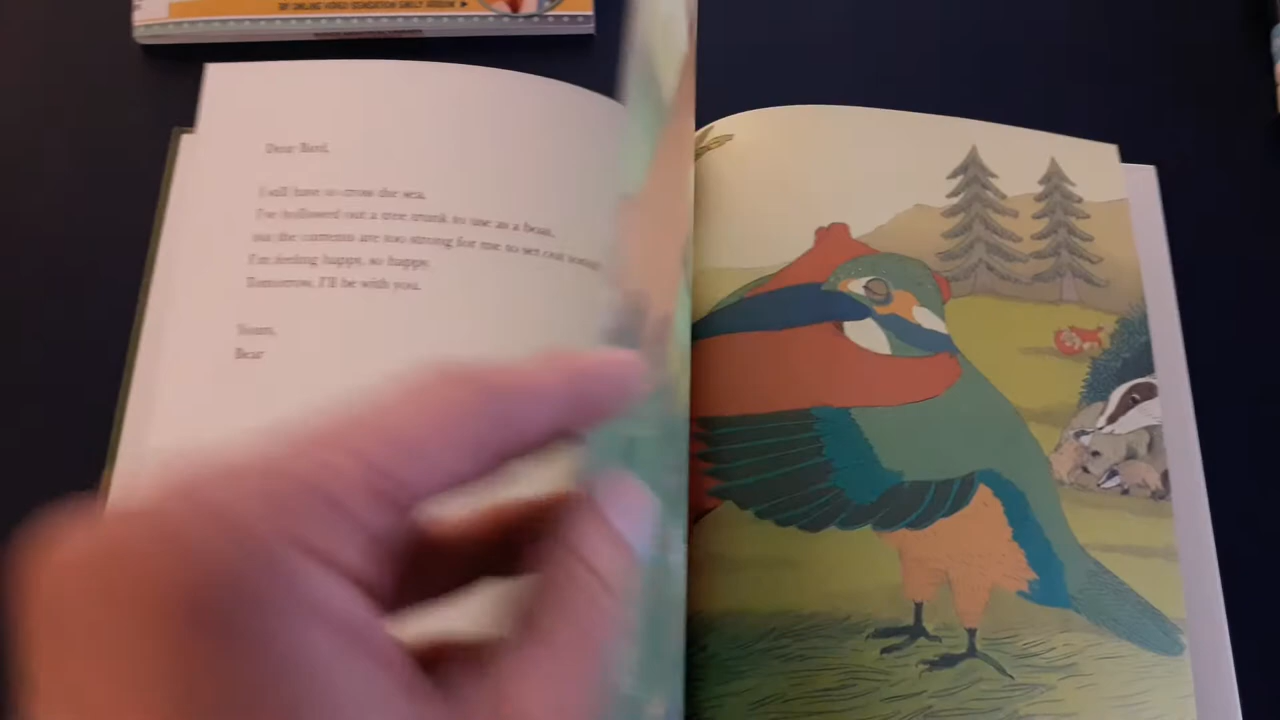 Dear Bird,
I still have to cross the sea.
I've hollowed out a tree trunk to use as a boat,
but the currents are too strong for me to set out today.
I'm feeling happy, so happy.
Tomorrow, I'll be with you.
Yours,
Bear